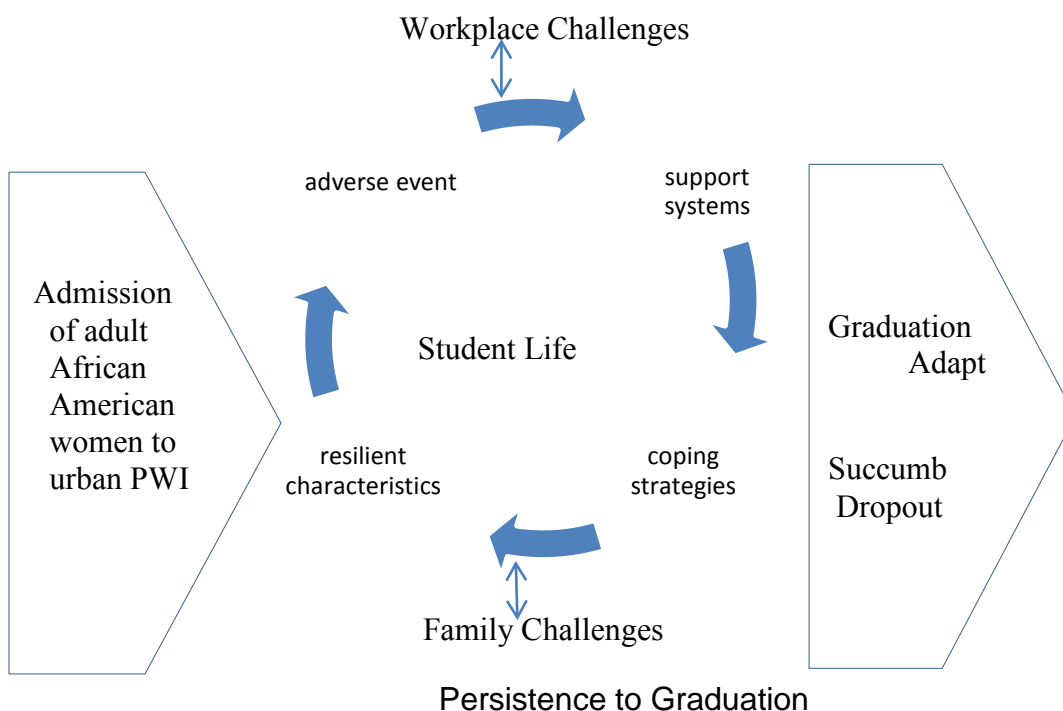 Workplace Challenges
adverse event
support
systems
Admission
of adult
African
American
women to
urban PWI
Student Life
Graduation
Adapt
resilient
characteristics
coping
strategies
Succumb
Dropout
Family Challenges
Persistence to Graduation